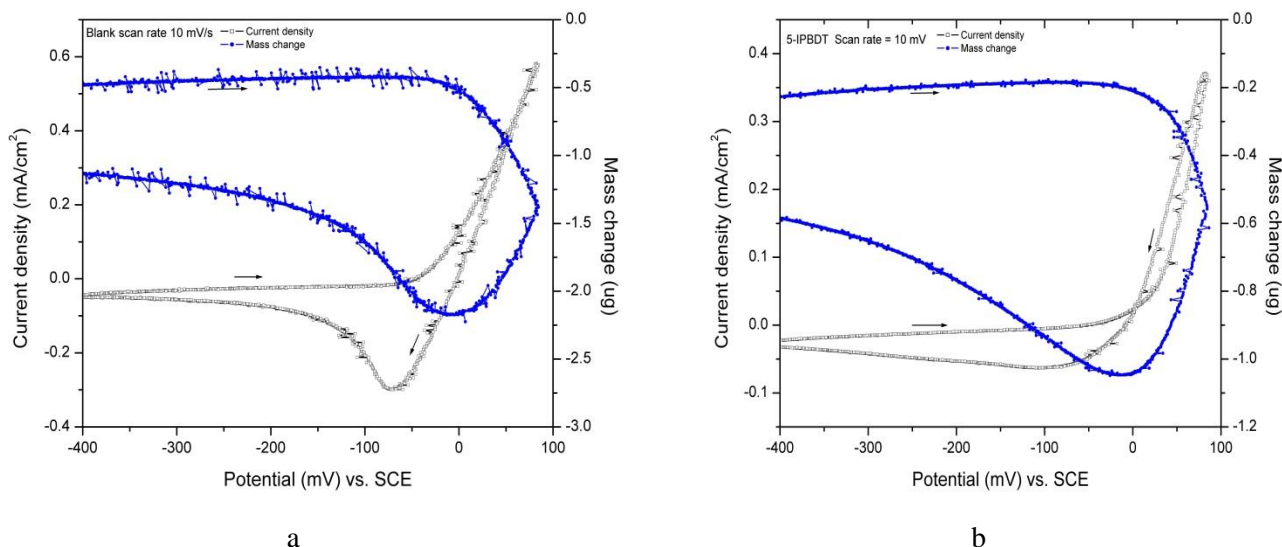 Blank scan rate 10 mV/s
Current density
Mass change
0.6
0.4
0.2
0.0
-0.2
-0.4
Current density (mA/cm²)
0.0
-0.5
-1.0
-1.5
-2.0
-2.5
-3.0
Mass change (ug)
-400 -300 -200 -100 0 100
Potential (mV) vs. SCE
a
5-IPBDT Scan rate = 10 mV
Current density
Mass change
0.4
0.3
0.2
0.1
0.0
-0.1
Current density (mA/cm²)
0.0
-0.2
-0.4
-0.6
-0.8
-1.0
-1.2
Mass change (ug)
-400 -300 -200 -100 0 100
Potential (mV) vs. SCE
b